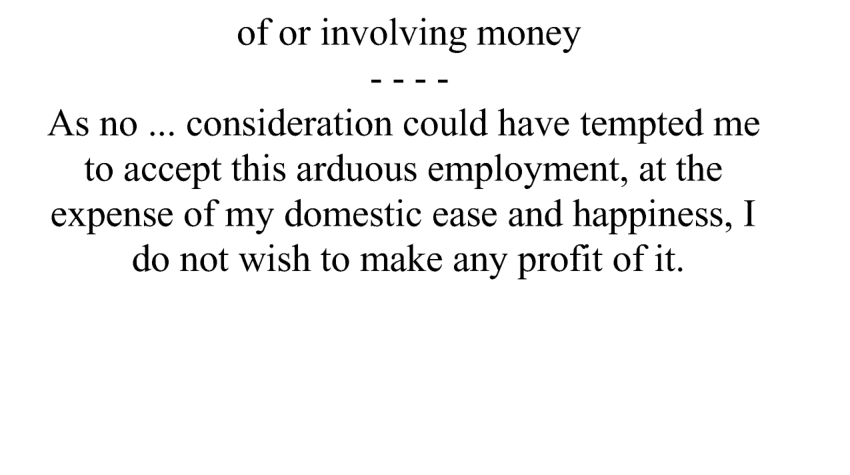 of or involving money
- - - -
As no ... consideration could have tempted me
to accept this arduous employment, at the
expense of my domestic ease and happiness, I
do not wish to make any profit of it.